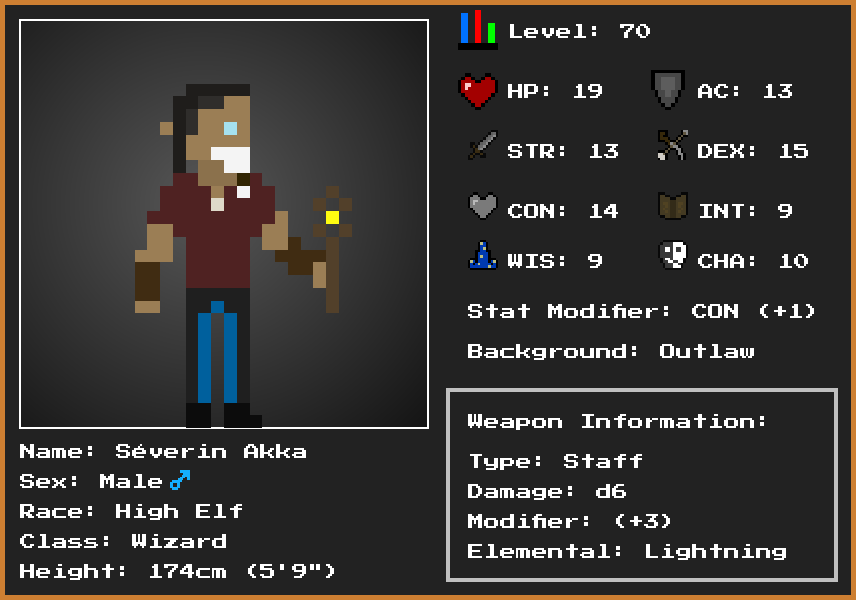 Level: 70
HP: 19
AC: 13
STR: 13
DEX: 15
CON: 14
INT: 9
WIS: 9
CHA: 10
Stat Modifier: CON (+1)
Background: Outlaw
Weapon Information:
Type: Staff
Damage: d6
Modifier: (+3)
Elemental: Lightning
Name: Séverin Akka
Sex: Male ♂
Race: High Elf
Class: Wizard
Height: 174cm (5'9")